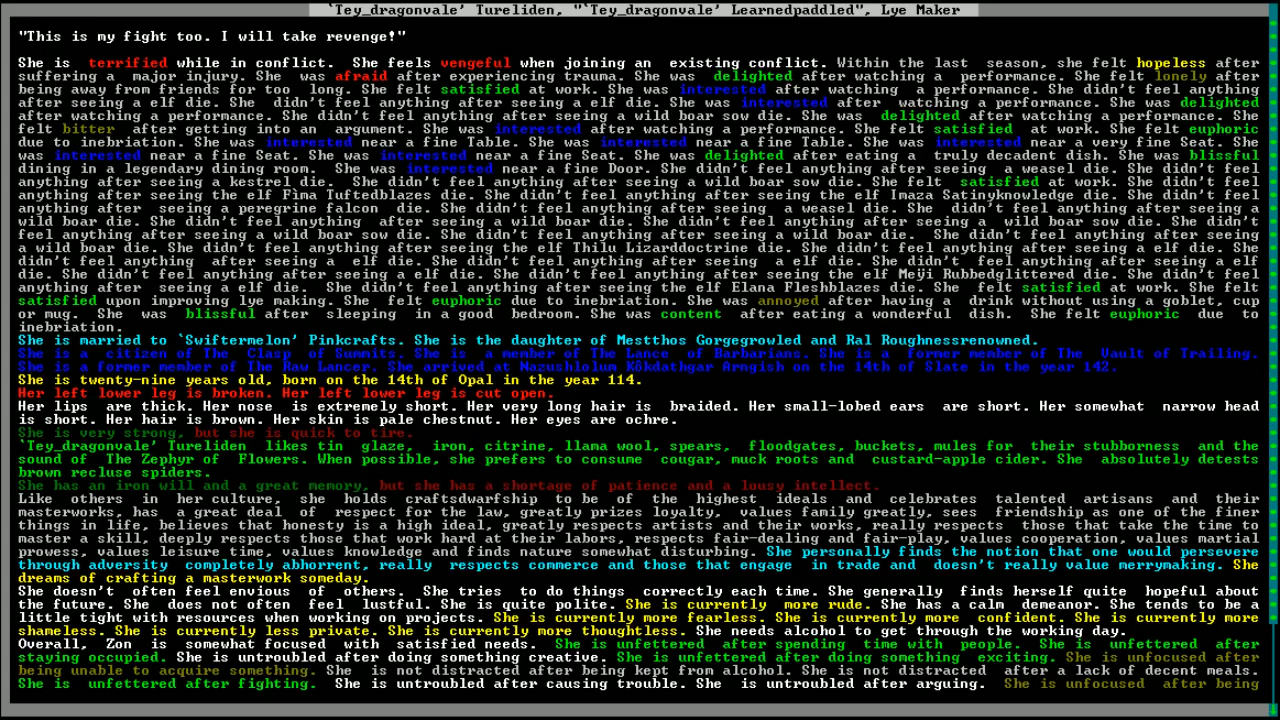 `Tey_dragonvale' Tureliden, "`Tey_dragonvale' Learnedpaddled", Lye Maker
"This is my fight too. I will take revenge!"
She is terrified while in conflict. She feels vengeful when joining an existing conflict. Within the last season, she felt hopeless after
suffering a major injury. She was afraid after experiencing trauma. She was delighted after watching a performance. She felt lonely after
being away from friends for too long. She felt satisfied at work. She was interested after watching a performance. She didn't feel anything
after seeing a elf die. She didn't feel anything after seeing a elf die. She was interested after watching a performance. She was delighted
after watching a performance. She didn't feel anything after seeing a wild boar sow die. She was delighted after watching a performance. She
felt bitter after getting into an argument. She was interested after watching a performance. She felt satisfied at work. She felt euphoric
due to inebriation. She was interested near a fine Table. She was interested near a fine Table. She was interested near a very fine Seat. She
was interested near a fine Seat. She was interested near a fine Seat. She was delighted after eating a truly decadent dish. She was blissful
dining in a legendary dining room. She was interested near a fine Door. She didn't feel anything after seeing a weasel die. She didn't feel
anything after seeing a kestrel die. She didn't feel anything after seeing a wild boar sow die. She felt satisfied at work. She didn't feel
anything after seeing the elf Fima Tuftedblazes die. She didn't feel anything after seeing the elf Imaza Satinyknowledge die. She didn't feel
anything after seeing a peregrine falcon die. She didn't feel anything after seeing a weasel die. She didn't feel anything after seeing a
wild boar die. She didn't feel anything after seeing a wild boar die. She didn't feel anything after seeing a wild boar sow die. She didn't
feel anything after seeing a wild boar sow die. She didn't feel anything after seeing a wild boar die. She didn't feel anything after seeing
a wild boar die. She didn't feel anything after seeing the elf Thilu Lizarddoctrine die. She didn't feel anything after seeing a elf die. She
didn't feel anything after seeing a elf die. She didn't feel anything after seeing a elf die. She didn't feel anything after seeing a elf
die. She didn't feel anything after seeing a elf die. She didn't feel anything after seeing the elf Meÿi Rubbedglittered die. She didn't feel
anything after seeing a elf die. She didn't feel anything after seeing the elf Elana Fleshblazes die. She felt satisfied at work. She felt
satisfied upon improving lye making. She felt euphoric due to inebriation. She was annoyed after having a drink without using a goblet, cup
or mug. She was blissful after sleeping in a good bedroom. She was content after eating a wonderful dish. She felt euphoric due to
inebriation.
She is married to `Swiftermelon' Pinkcrafts. She is the daughter of Mestthos Gorgegrowled and Ral Roughnessrenowned.
She is a citizen of The Clasp of Summits. She is a member of The Lance of Barbarians. She is a former member of The Vault of Trailing.
She is a former member of The Raw Lancer. She arrived at Nazushlolum Kôkdathgar Arngish on the 14th of Slate in the year 142.
She is twenty-nine years old, born on the 14th of Opal in the year 114.
Her left lower leg is broken. Her left lower leg is cut open.
Her lips are thick. Her nose is extremely short. Her very long hair is braided. Her small-lobed ears are short. Her somewhat narrow head
is short. Her hair is brown. Her skin is pale chestnut. Her eyes are ochre.
She is very strong, but she is quick to tire.
`Tey_dragonvale' Tureliden likes tin glaze, iron, citrine, llama wool, spears, floodgates, buckets, mules for their stubborness and the
sound of The Zephyr of Flowers. When possible, she prefers to consume cougar, muck roots and custard-apple cider. She absolutely detests
brown recluse spiders.
She has an iron will and a great memory, but she has a shortage of patience and a lousy intellect.
Like others in her culture, she holds craftsdwarfship to be of the highest ideals and celebrates talented artisans and their
masterworks, has a great deal of respect for the law, greatly prizes loyalty, values family greatly, sees friendship as one of the finer
things in life, believes that honesty is a high ideal, greatly respects artists and their works, really respects those that take the time to
master a skill, deeply respects those that work hard at their labors, respects fair-dealing and fair-play, values cooperation, values martial
prowess, values leisure time, values knowledge and finds nature somewhat disturbing. She personally finds the notion that one would persevere
through adversity completely abhorrent, really respects commerce and those that engage in trade and doesn't really value merrymaking. She
dreams of crafting a masterwork someday.
She doesn't often feel envious of others. She tries to do things correctly each time. She generally finds herself quite hopeful about
the future. She does not often feel lustful. She is quite polite. She is currently more rude. She has a calm demeanor. She tends to be a
little tight with resources when working on projects. She is currently more fearless. She is currently more confident. She is currently more
shameless. She is currently less private. She is currently more thoughtless. She needs alcohol to get through the working day.
Overall, Zon is somewhat focused with satisfied needs. She is unfettered after spending time with people. She is unfettered after
staying occupied. She is untroubled after doing something creative. She is unfettered after doing something exciting. She is unfocused after
being unable to acquire something. She is not distracted after being kept from alcohol. She is not distracted after a lack of decent meals.
She is unfettered after fighting. She is untroubled after causing trouble. She is untroubled after arguing. She is unfocused after being